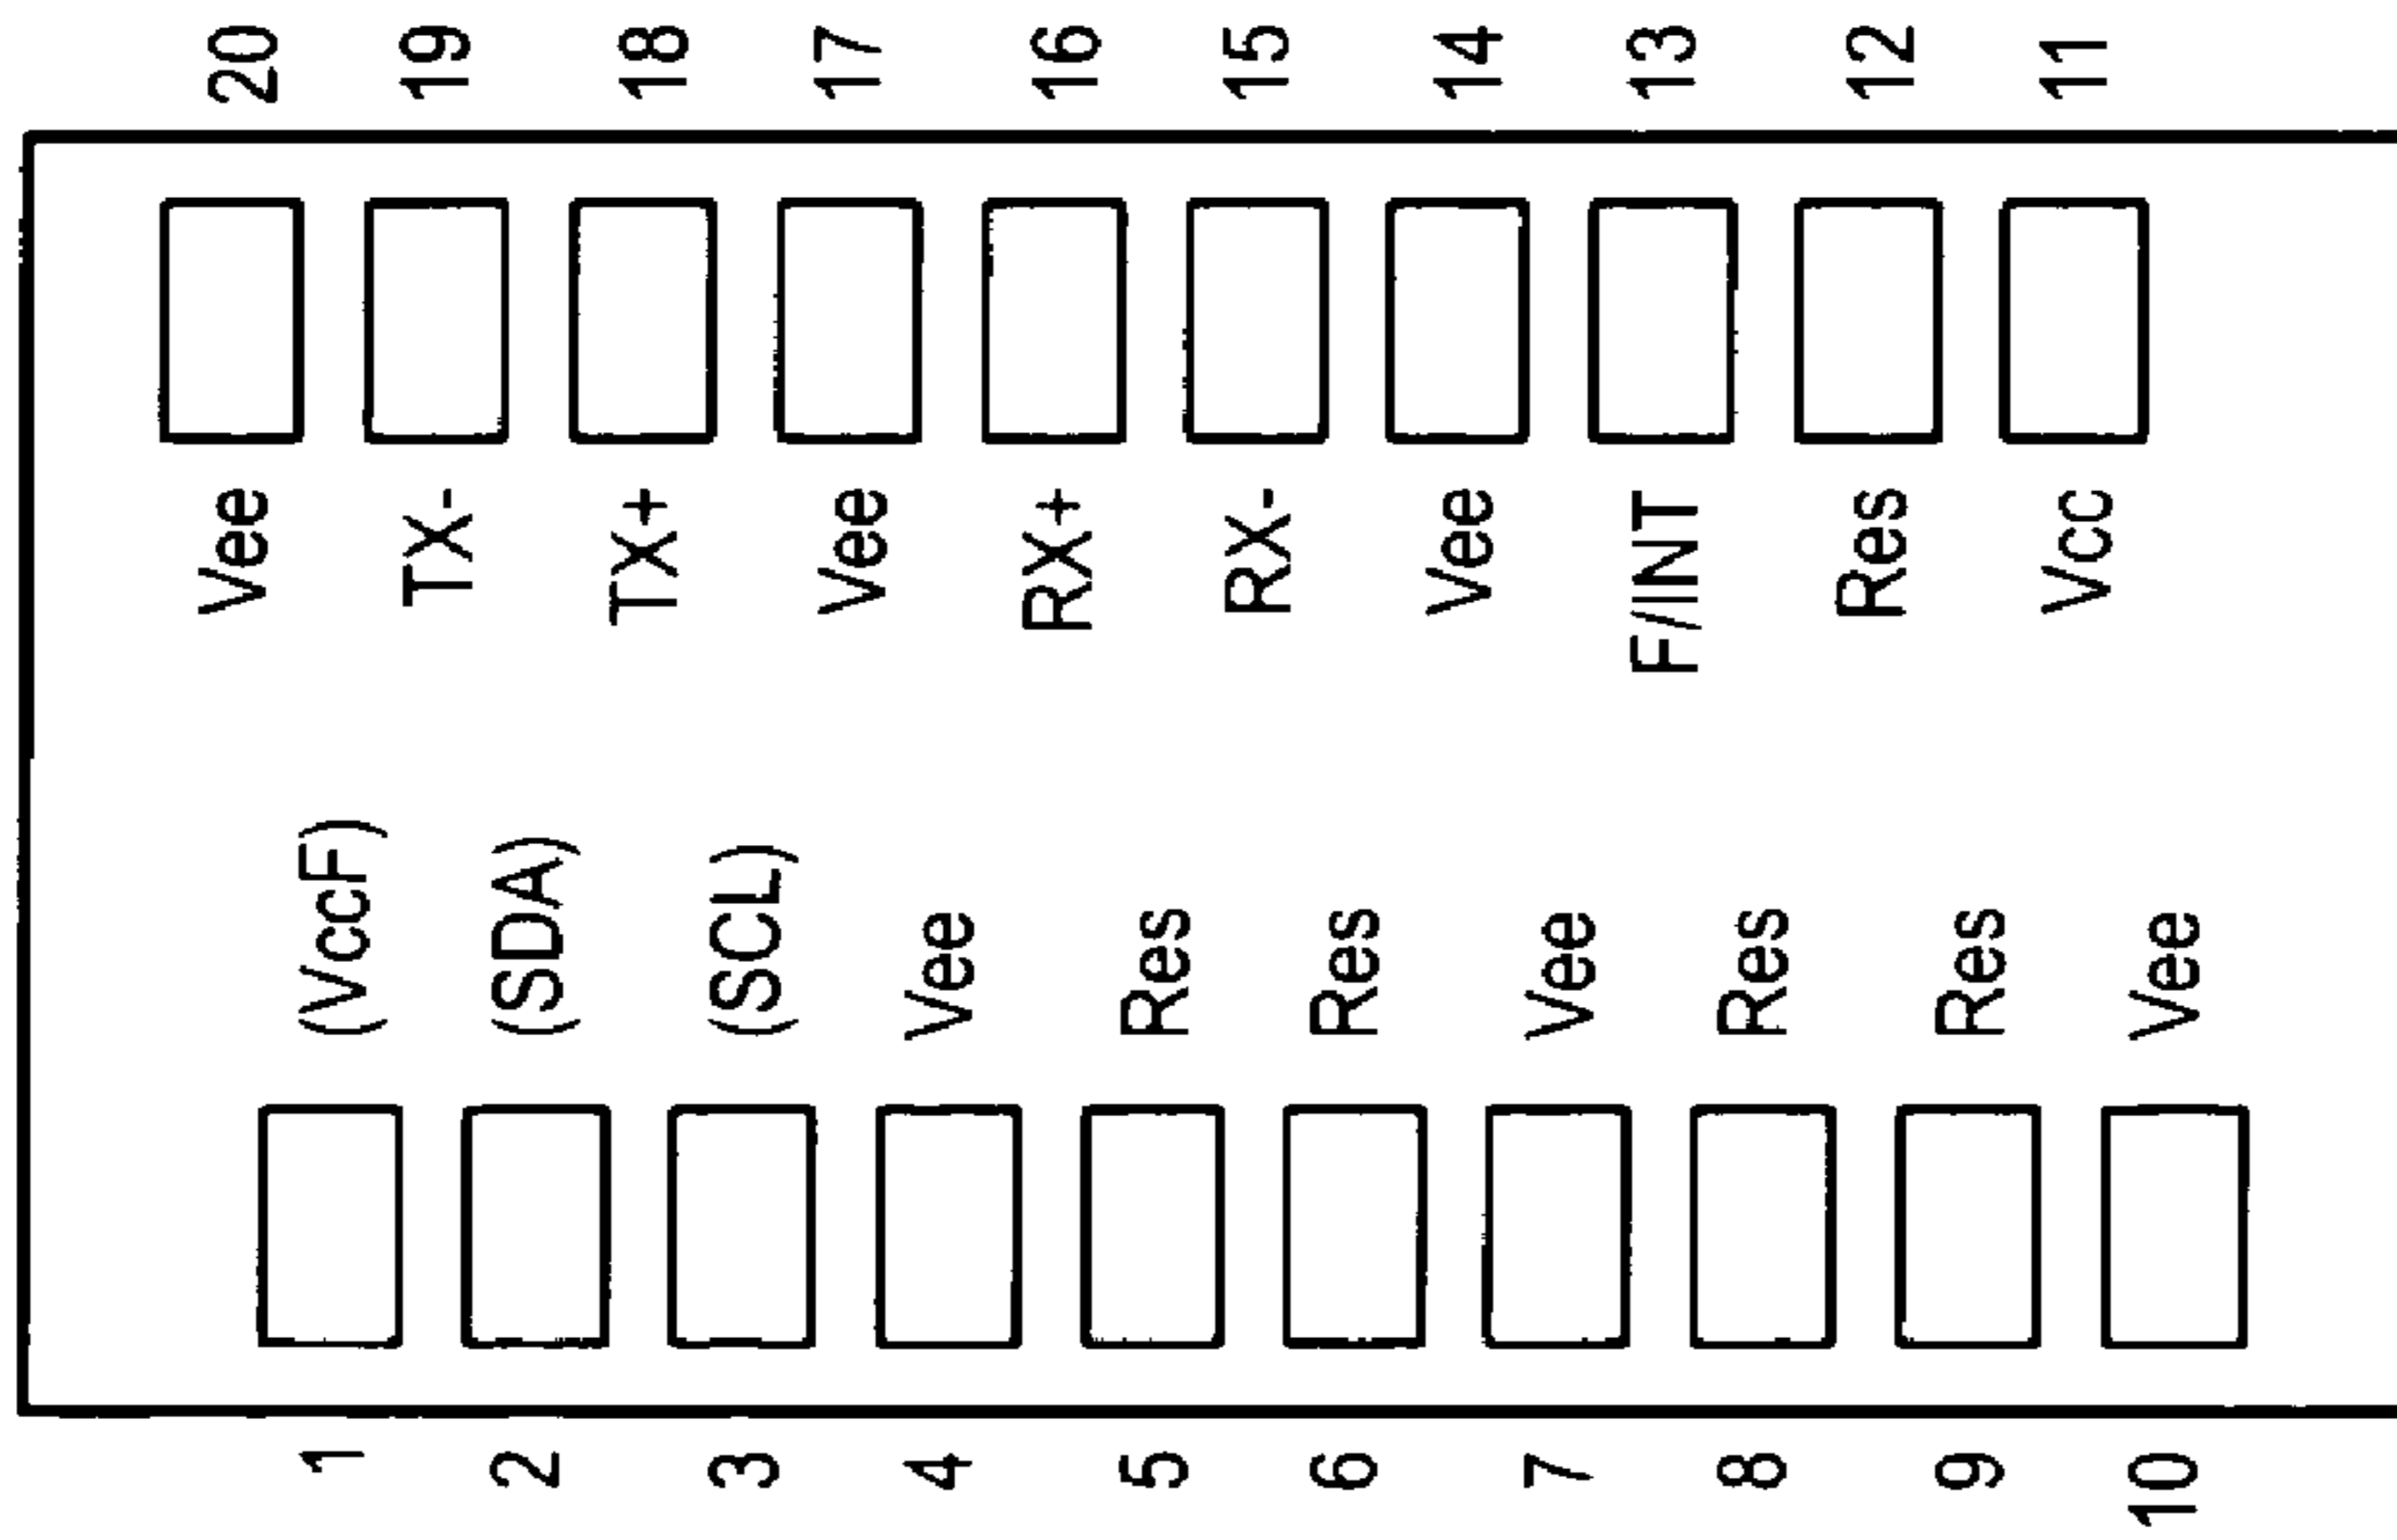 20 19 18 17 16 15 14 13 12 11
Vee TX- TX+ Vee RX+ RX- Vee F/INT Res Vcc
(VccF) (SDA) (SCL) Vee Res Res Vee Res Res Vee
1 2 3 4 5 6 7 8 9 10